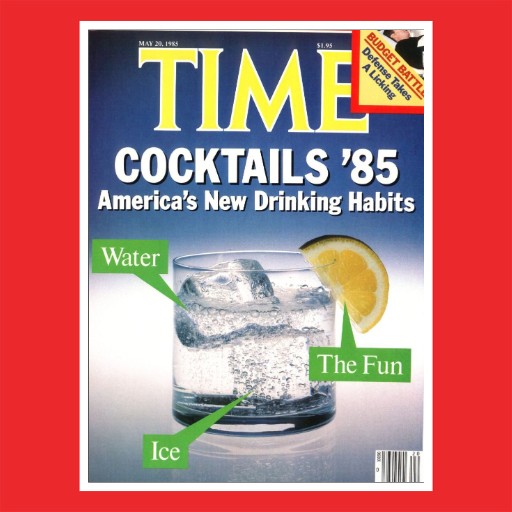 MAY 20, 1985
$1.95
BUDGET BATTLE
Defense Takes
A Licking
TIME
COCKTAILS ’85
America’s New Drinking Habits
Water
The Fun
Ice